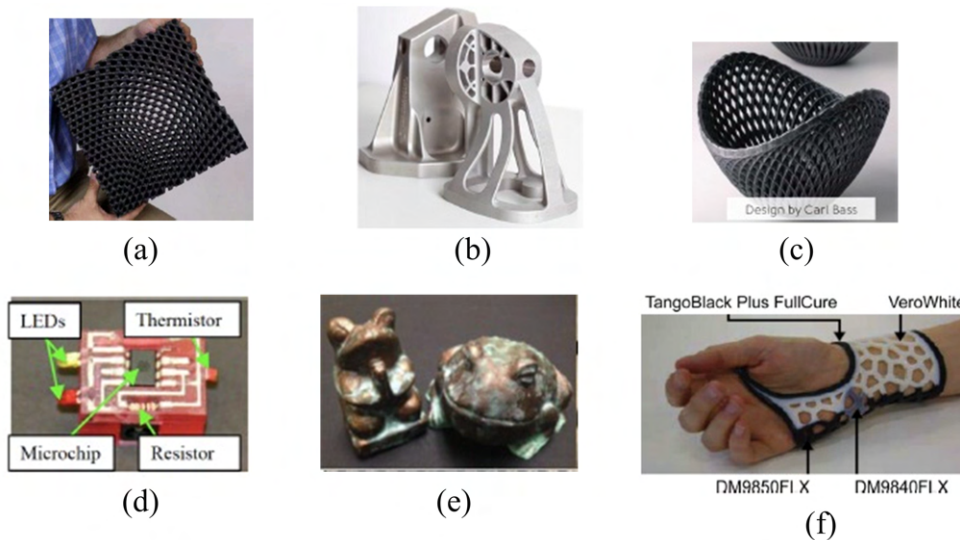 (a)
(b)
Design by Carl Bass
(c)
LEDs
Thermistor
Microchip
Resistor
(d)
(e)
TangoBlack Plus FullCure
VeroWhite
DM9850FLX
DM9840FLX
(f)